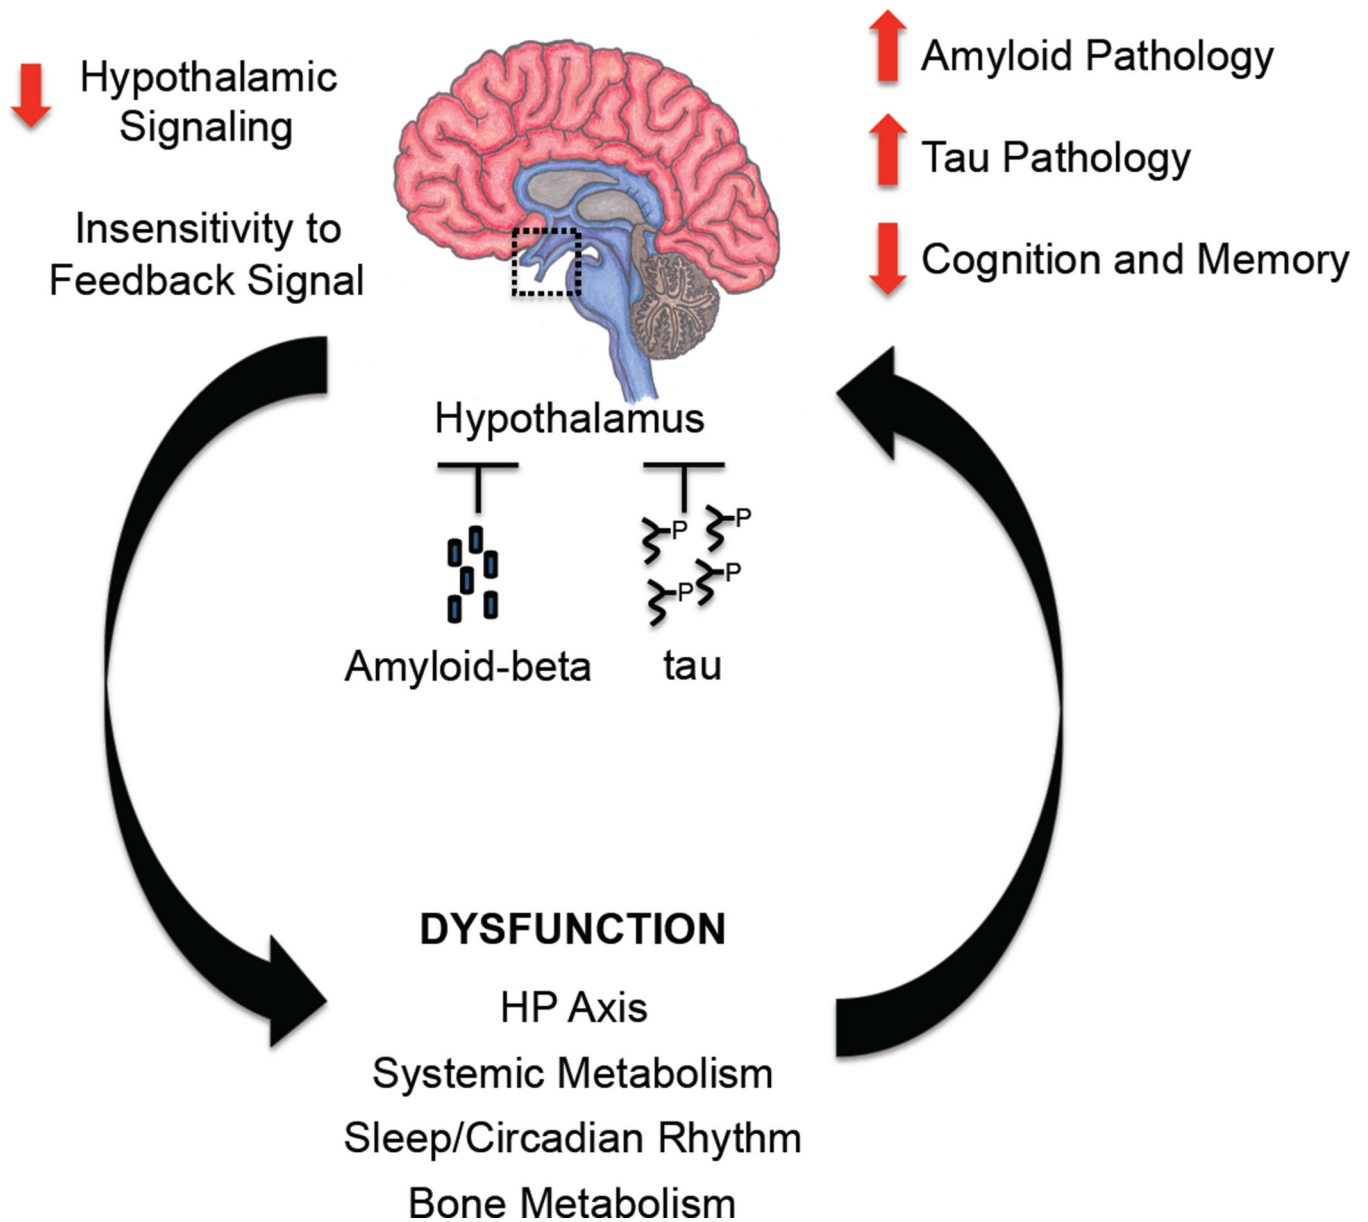 Hypothalamic
Signaling
Insensitivity to
Feedback Signal
Amyloid Pathology
Tau Pathology
Cognition and Memory
Hypothalamus
P
P
P
P
Amyloid-beta
tau
DYSFUNCTION
HP Axis
Systemic Metabolism
Sleep/Circadian Rhythm
Bone Metabolism